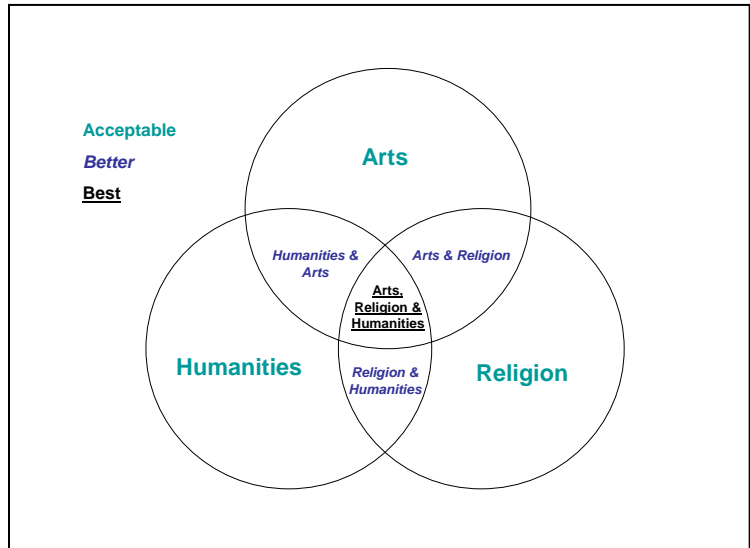 Acceptable
Better
Best
Arts
Humanities &
Arts
Arts & Religion
Arts,
Religion &
Humanities
Humanities
Religion &
Humanities
Religion